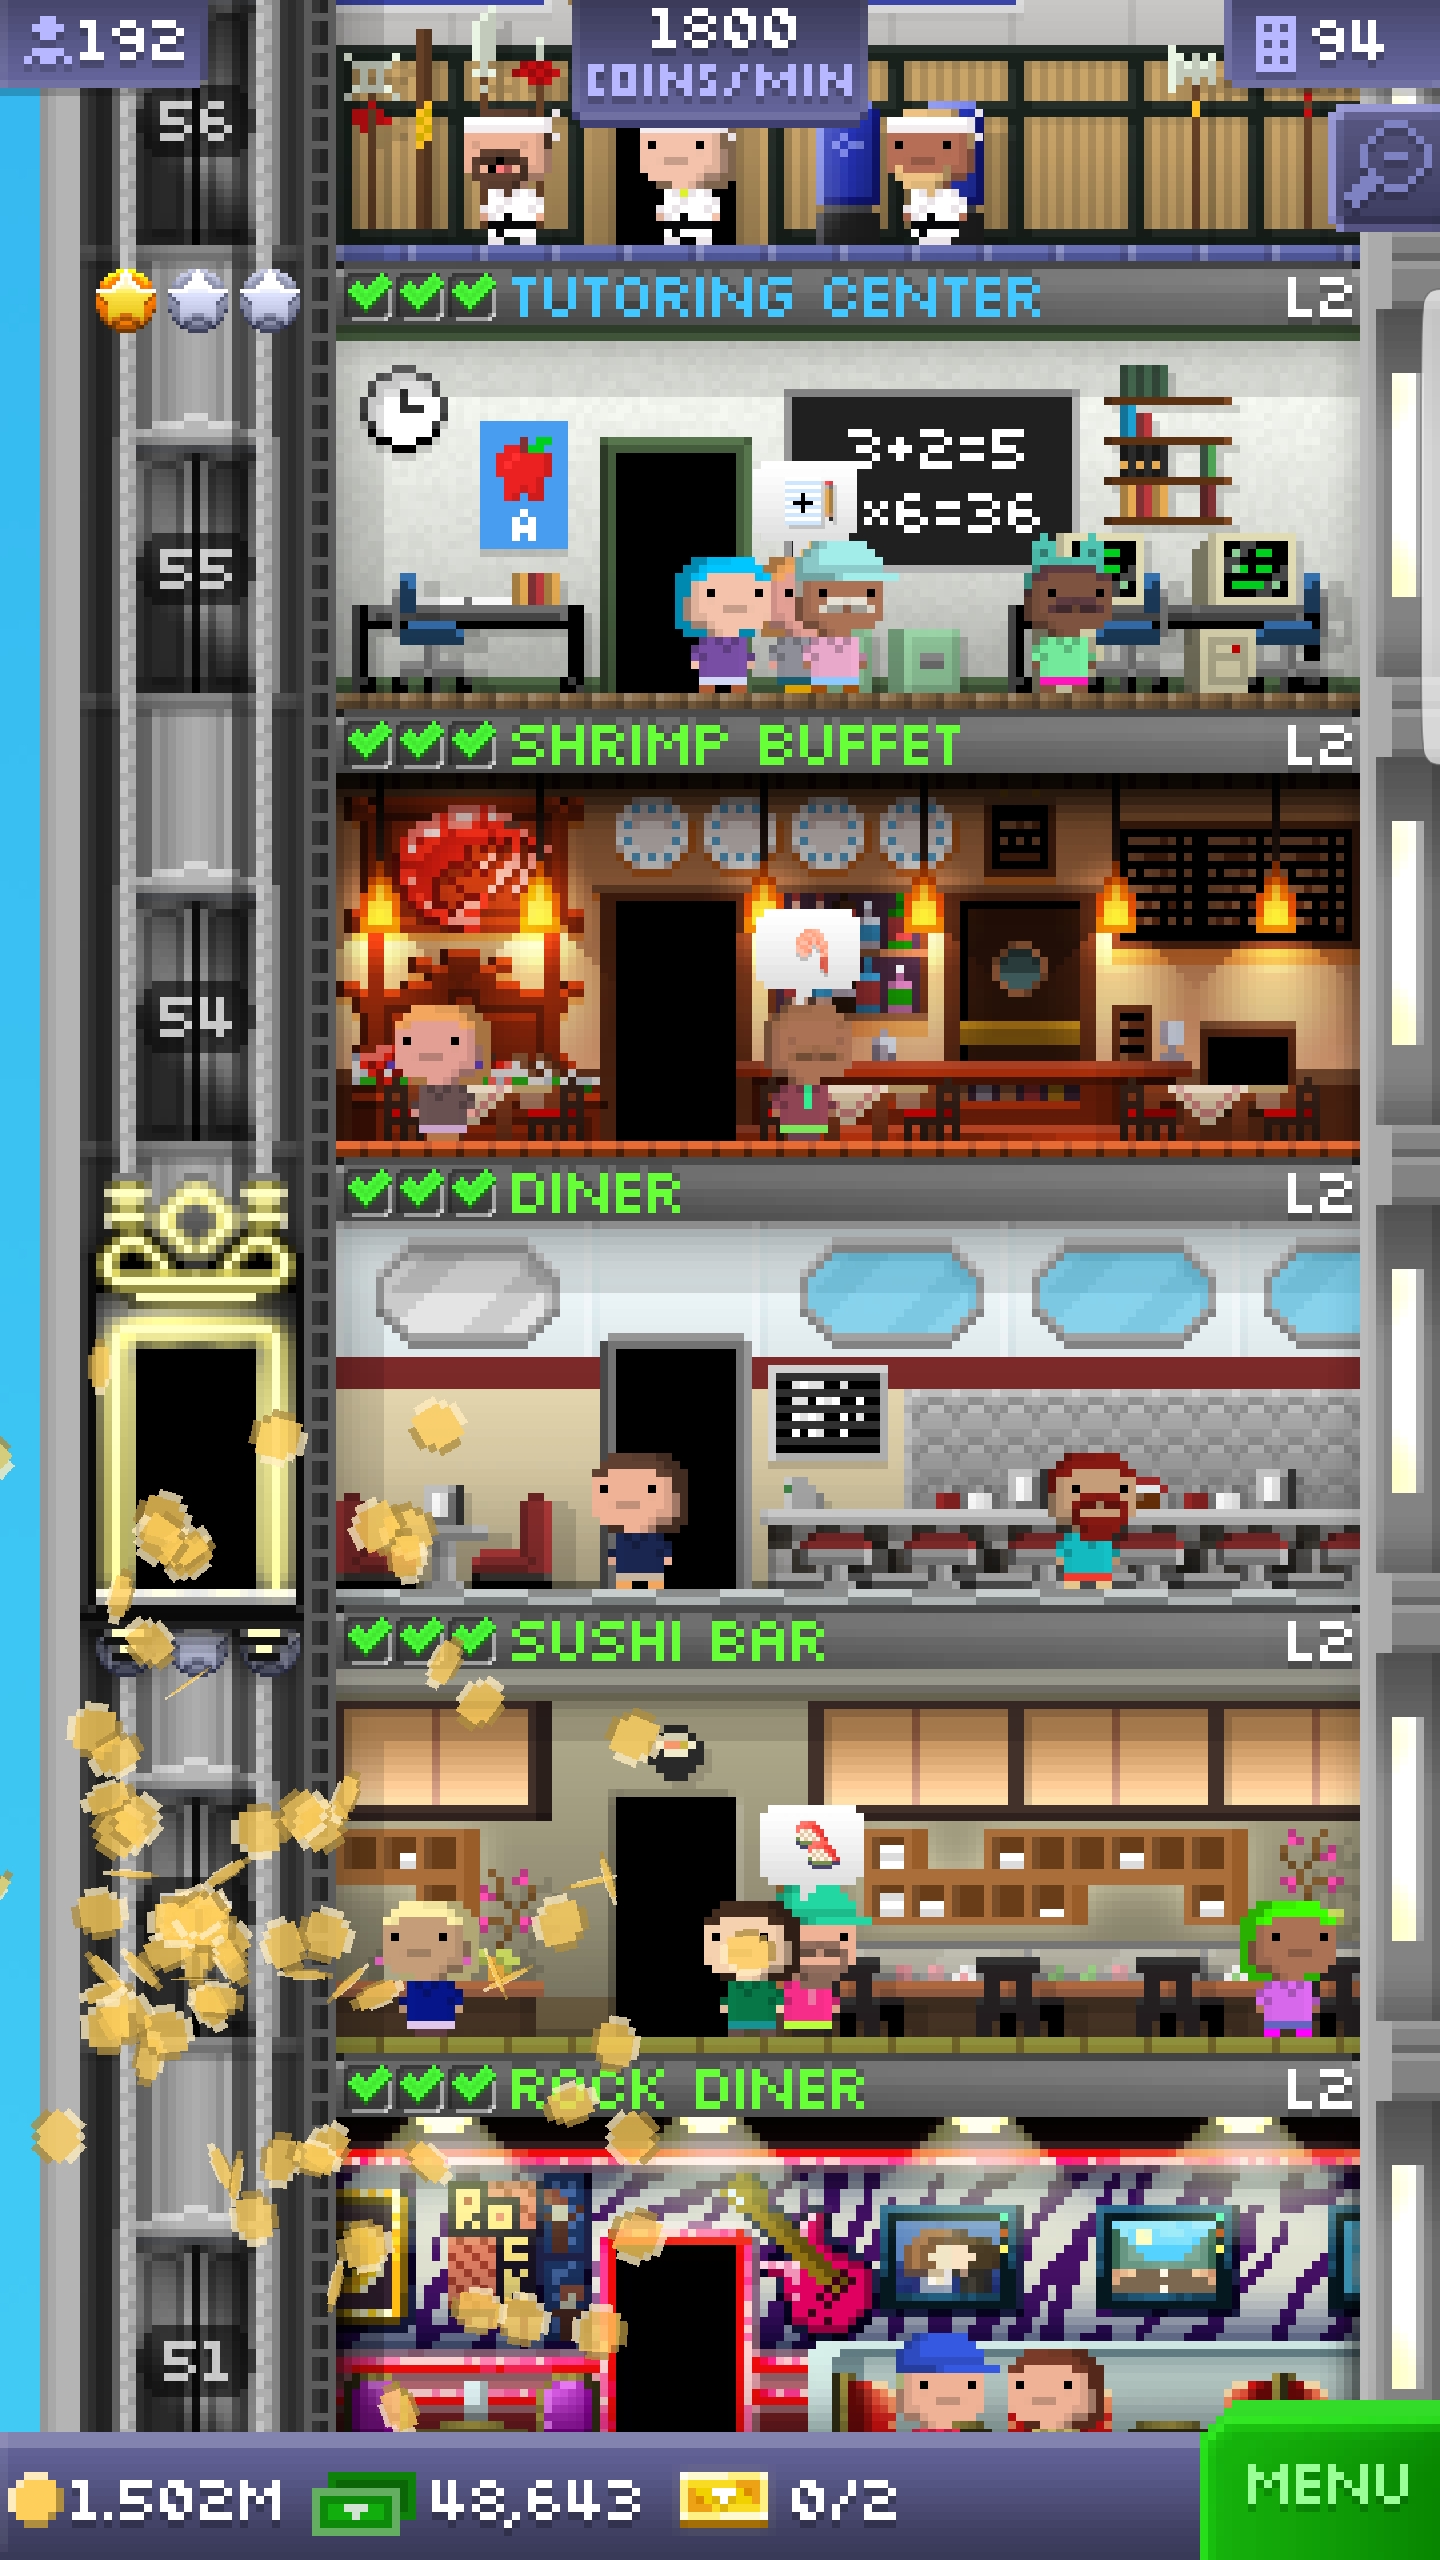 192
1800
COINS/MIN
94
56
TUTORING CENTER L2
A
3+2=5
×6=36
55
SHRIMP BUFFET L2
54
DINER L2
SUSHI BAR L2
ROCK DINER L2
51
1.502M
48,643
0/2
MENU